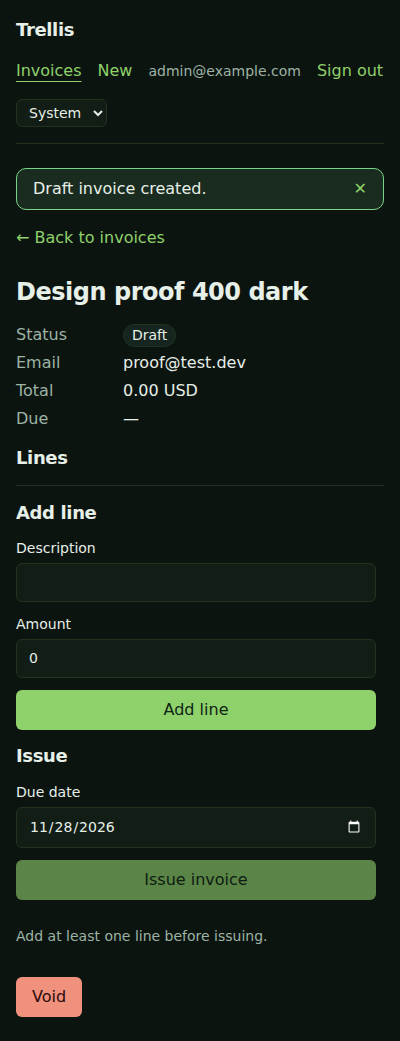 Trellis
Invoices New admin@example.com Sign out
System
Draft invoice created. ✕
← Back to invoices
Design proof 400 dark
Status Draft
Email proof@test.dev
Total 0.00 USD
Due —
Lines
Add line
Description
Amount
0
Add line
Issue
Due date
11/28/2026
Issue invoice
Add at least one line before issuing.
Void